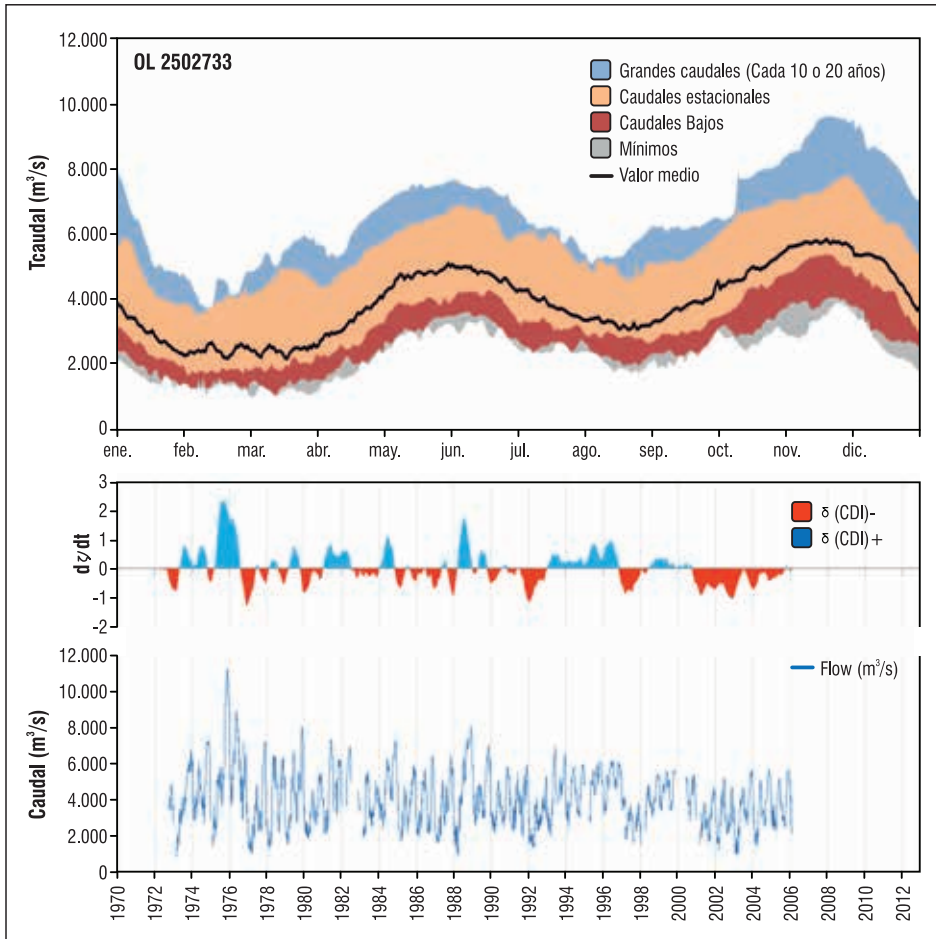 12.000
10.000
8.000
6.000
4.000
2.000
0
Tcaudal (m³/s)
OL 2502733
Grandes caudales (Cada 10 o 20 años)
Caudales estacionales
Caudales Bajos
Mínimos
Valor medio
ene. feb. mar. abr. may. jun. jul. ago. sep. oct. nov. dic.
3
2
1
0
-1
-2
dζ/dt
δ (CDI)-
δ (CDI)+
12.000
10.000
8.000
6.000
4.000
2.000
0
Caudal (m³/s)
Flow (m³/s)
1970 1972 1974 1976 1978 1980 1982 1984 1986 1988 1990 1992 1994 1996 1998 2000 2002 2004 2006 2008 2010 2012